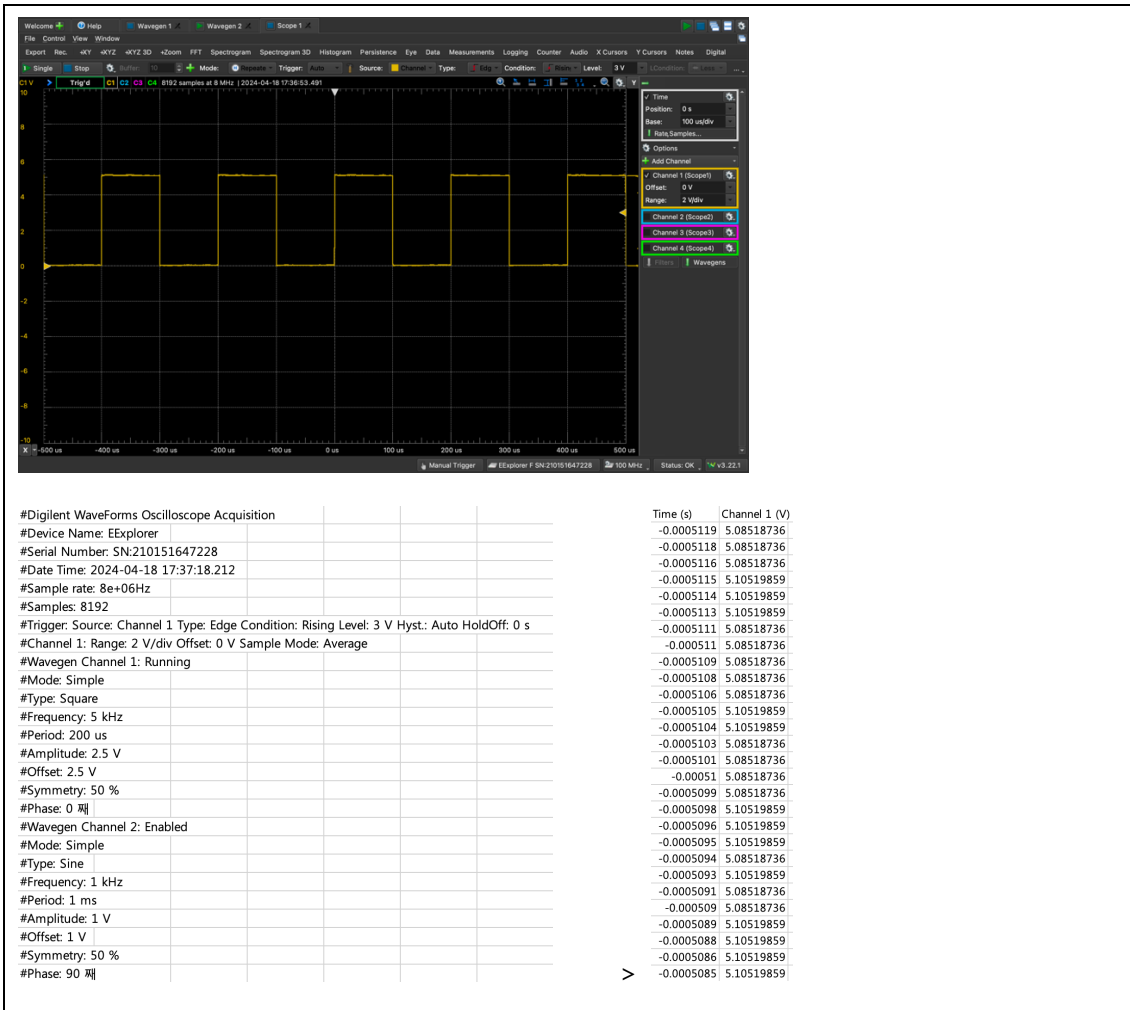 Welcome Help Wavegen 1 Wavegen 2 Scope 1
File Control View Window
Export Rec. +XY +XYZ +XYZ 3D +Zoom FFT Spectrogram Spectrogram 3D Histogram Persistence Eye Data Measurements Logging Counter Audio X Cursors Y Cursors Notes Digital
Single Stop Buffer: 10 Mode: Repeate Trigger: Auto Source: Channel Type: Edg Condition: Risin Level: 3 V LCondition: Less ...
C1 V Trig'd C1 C2 C3 C4 8192 samples at 8 MHz | 2024-04-18 17:36:53.491 Y
10
8
6
4
2
0
-2
-4
-6
-8
-10
X -500 us -400 us -300 us -200 us -100 us 0 us 100 us 200 us 300 us 400 us 500 us
Time
Position: 0 s
Base: 100 us/div
Rate,Samples...
Options
Add Channel
Channel 1 (Scope1)
Offset: 0 V
Range: 2 V/div
Channel 2 (Scope2)
Channel 3 (Scope3)
Channel 4 (Scope4)
Filters Wavegens
Manual Trigger EExplorer F SN:210151647228 100 MHz Status: OK v3.22.1
#Digilent WaveForms Oscilloscope Acquisition
#Device Name: EExplorer
#Serial Number: SN:210151647228
#Date Time: 2024-04-18 17:37:18.212
#Sample rate: 8e+06Hz
#Samples: 8192
#Trigger: Source: Channel 1 Type: Edge Condition: Rising Level: 3 V Hyst.: Auto HoldOff: 0 s
#Channel 1: Range: 2 V/div Offset: 0 V Sample Mode: Average
#Wavegen Channel 1: Running
#Mode: Simple
#Type: Square
#Frequency: 5 kHz
#Period: 200 us
#Amplitude: 2.5 V
#Offset: 2.5 V
#Symmetry: 50 %
#Phase: 0 째
#Wavegen Channel 2: Enabled
#Mode: Simple
#Type: Sine
#Frequency: 1 kHz
#Period: 1 ms
#Amplitude: 1 V
#Offset: 1 V
#Symmetry: 50 %
#Phase: 90 째
>
Time (s) Channel 1 (V)
-0.0005119 5.08518736
-0.0005118 5.08518736
-0.0005116 5.08518736
-0.0005115 5.10519859
-0.0005114 5.10519859
-0.0005113 5.10519859
-0.0005111 5.08518736
-0.000511 5.08518736
-0.0005109 5.08518736
-0.0005108 5.08518736
-0.0005106 5.08518736
-0.0005105 5.10519859
-0.0005104 5.10519859
-0.0005103 5.08518736
-0.0005101 5.08518736
-0.00051 5.08518736
-0.0005099 5.08518736
-0.0005098 5.10519859
-0.0005096 5.10519859
-0.0005095 5.10519859
-0.0005094 5.08518736
-0.0005093 5.10519859
-0.0005091 5.08518736
-0.000509 5.08518736
-0.0005089 5.10519859
-0.0005088 5.10519859
-0.0005086 5.10519859
-0.0005085 5.10519859